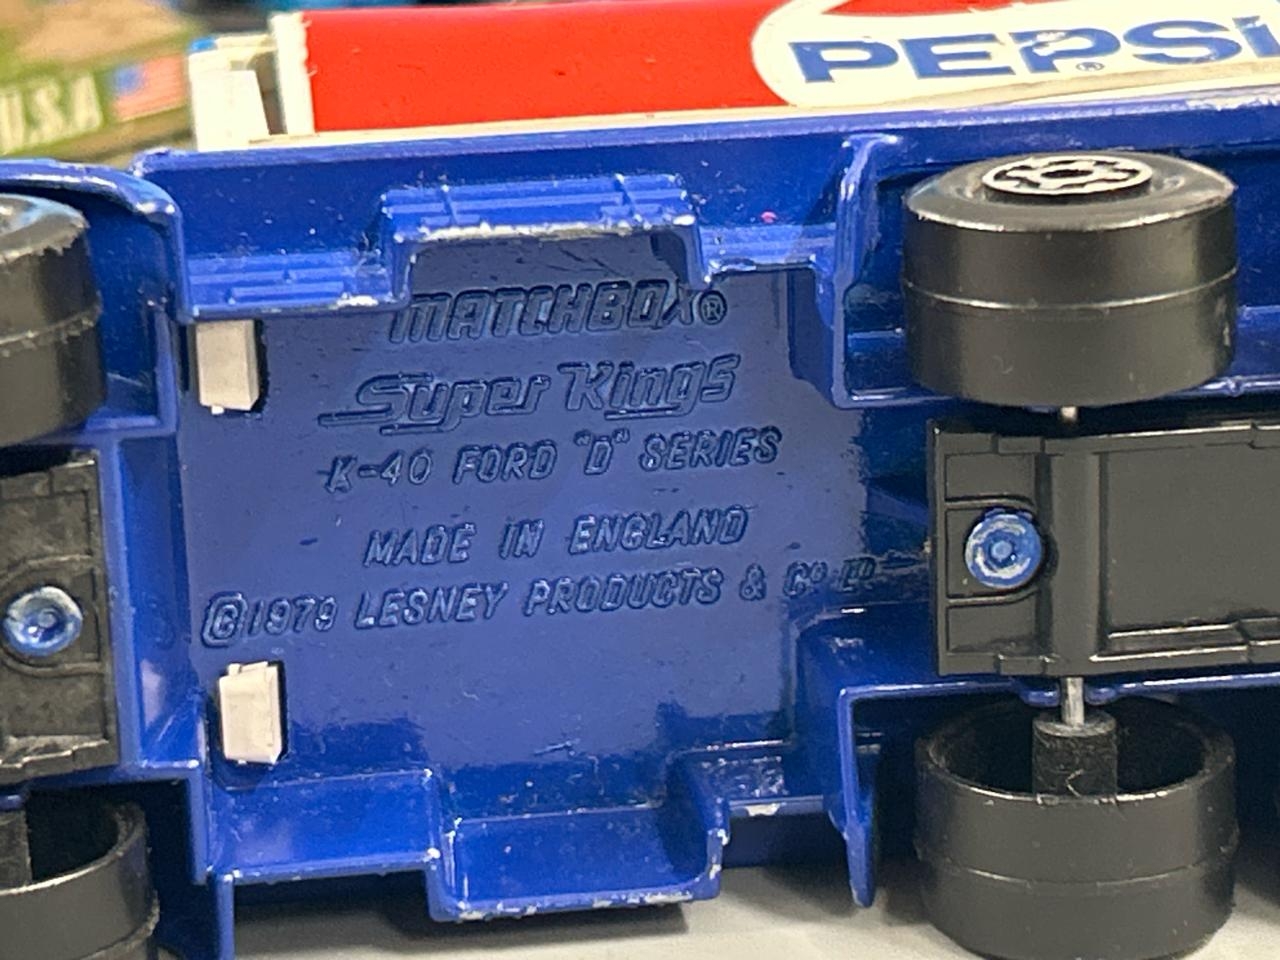 U.S.A
PEPSI
®
MATCHBOX®
Super Kings
K-40 FORD "D" SERIES
MADE IN ENGLAND
©1979 LESNEY PRODUCTS & Cº Lᵗᵈ